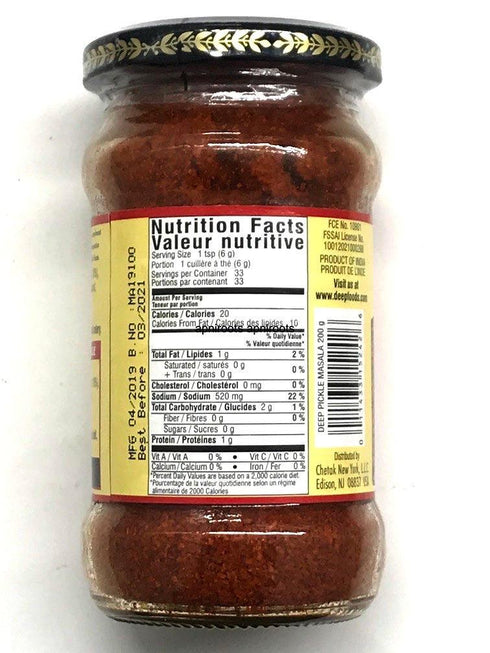 Nutrition Facts
Valeur nutritive
Serving Size 1 tsp (6 g)
Portion 1 cuillère à thé (6 g)
Servings per Container 33
Portions par contenant 33
Amount Per Serving
Teneur par portion
Calories / Calories 20
Calories From Fat / Calories des lipides 10
apniroots apniroots
% Daily Value*
% Valeur quotidienne*
Total Fat / Lipides 1 g 2 %
Saturated / saturés 0 g
+ Trans / trans 0 g 0 %
Cholesterol / Cholestérol 0 mg 0 %
Sodium / Sodium 520 mg 22 %
Total Carbohydrate / Glucides 2 g 1 %
Fiber / Fibres 0 g 0 %
Sugars / Sucres 0 g
Protein / Protéines 1 g
Vit A / Vit A 0 % • Vit C / Vit C 0 %
Calcium / Calcium 0 % • Iron / Fer 0 %
*Percent Daily Values are based on a 2,000 calorie diet.
*Pourcentage de la valeur quotidienne selon un régime
alimentaire de 2000 Calories
MFG 04/2019 B. NO. MG19100
Best Before : 03/2021
FCE No. 10901
FSSAI License No.
PRODUCT OF INDIA
PRODUIT DE L'INDE
Visit us at
www.deepfoods.com
DEEP PICKLE MASALA 200 g
Distributed by
Chetak New York, L.L.C
Edison, NJ 08837 USA